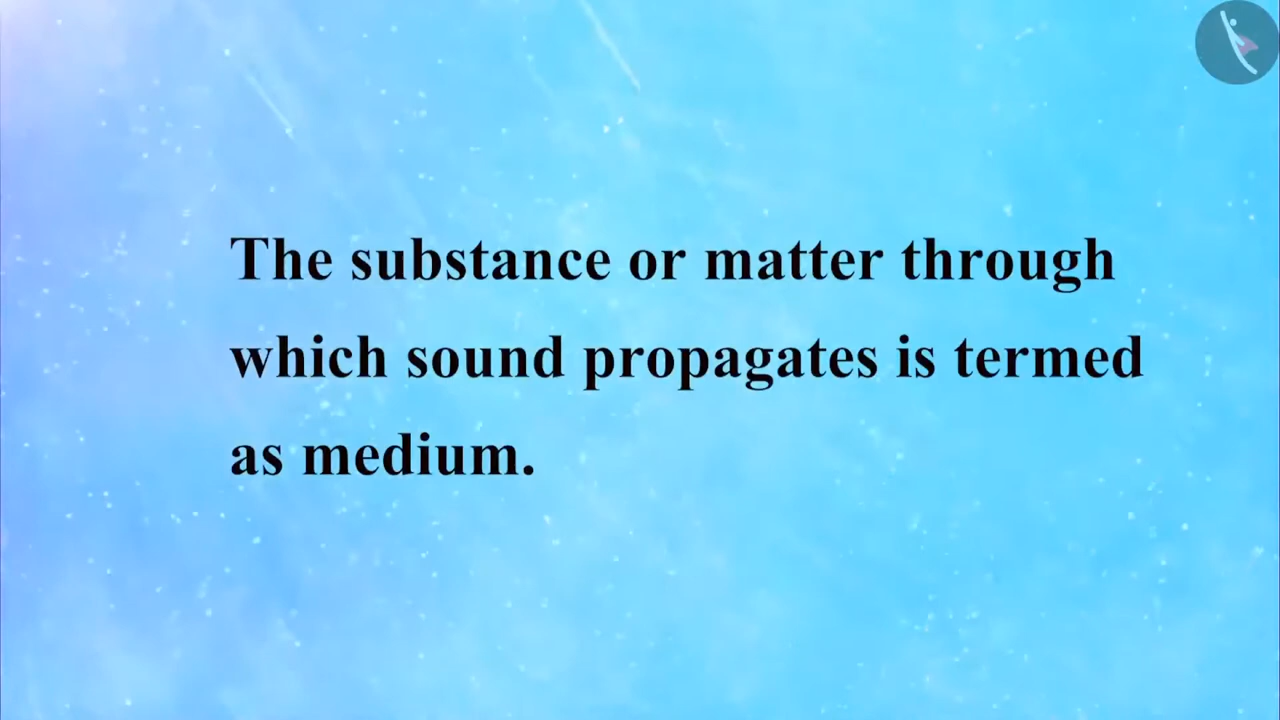 The substance or matter through
which sound propagates is termed
as medium.